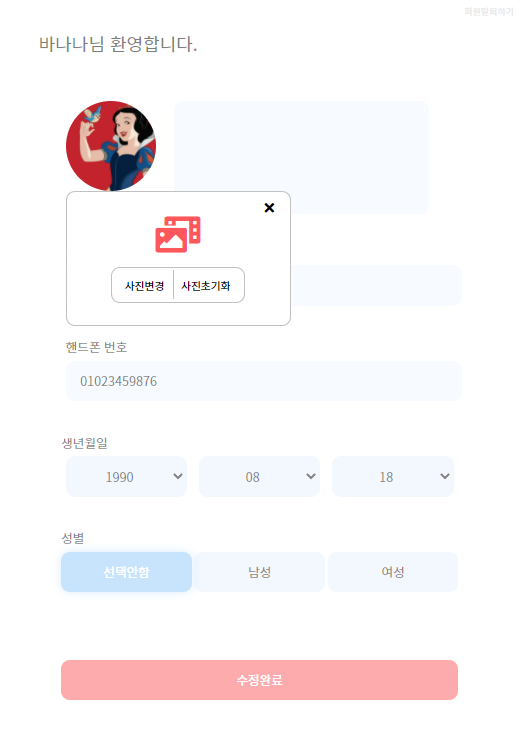 회원탈퇴하기
바나나님 환영합니다.
사진변경 사진초기화
핸드폰 번호
01023459876
생년월일
1990 08 18
성별
선택안함 남성 여성
수정완료